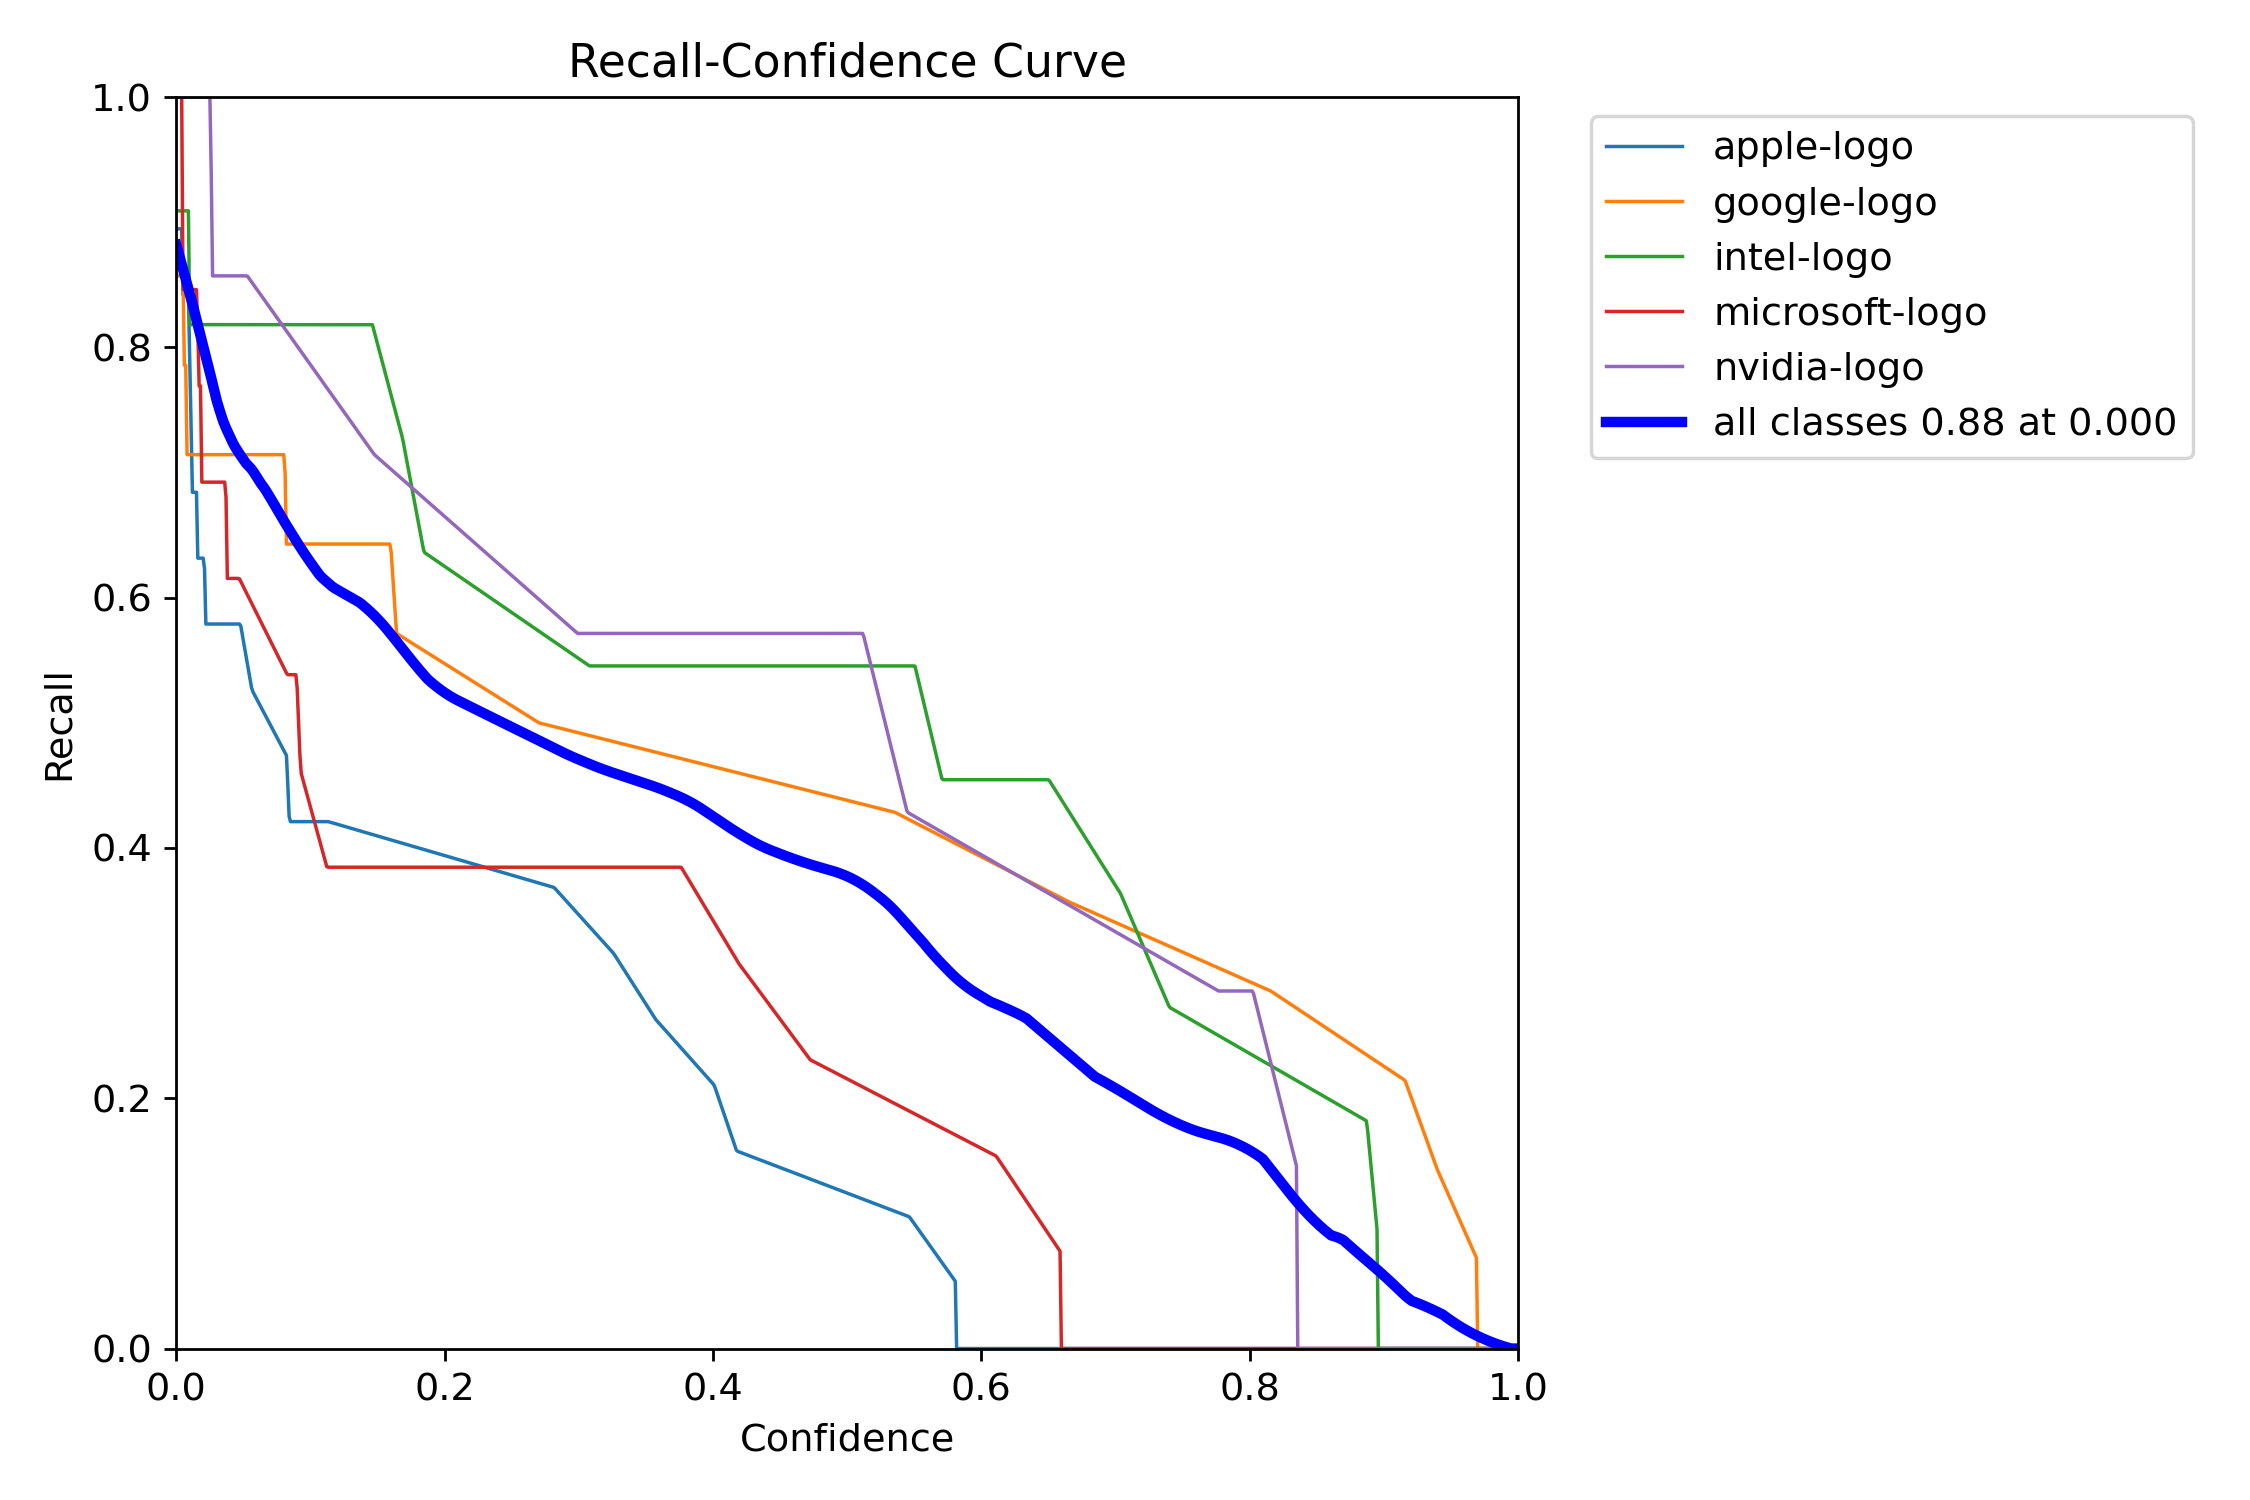 Recall-Confidence Curve
1.0
0.8
0.6
0.4
0.2
0.0
Recall
0.0 0.2 0.4 0.6 0.8 1.0
Confidence
apple-logo
google-logo
intel-logo
microsoft-logo
nvidia-logo
all classes 0.88 at 0.000